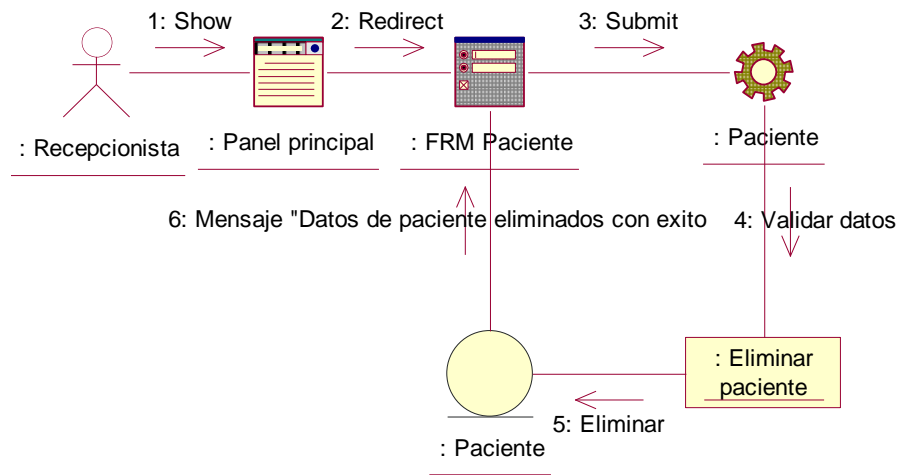 1: Show
2: Redirect
3: Submit
: Recepcionista
: Panel principal
: FRM Paciente
: Paciente
6: Mensaje "Datos de paciente eliminados con exito
4: Validar datos
: Eliminar
paciente
5: Eliminar
: Paciente